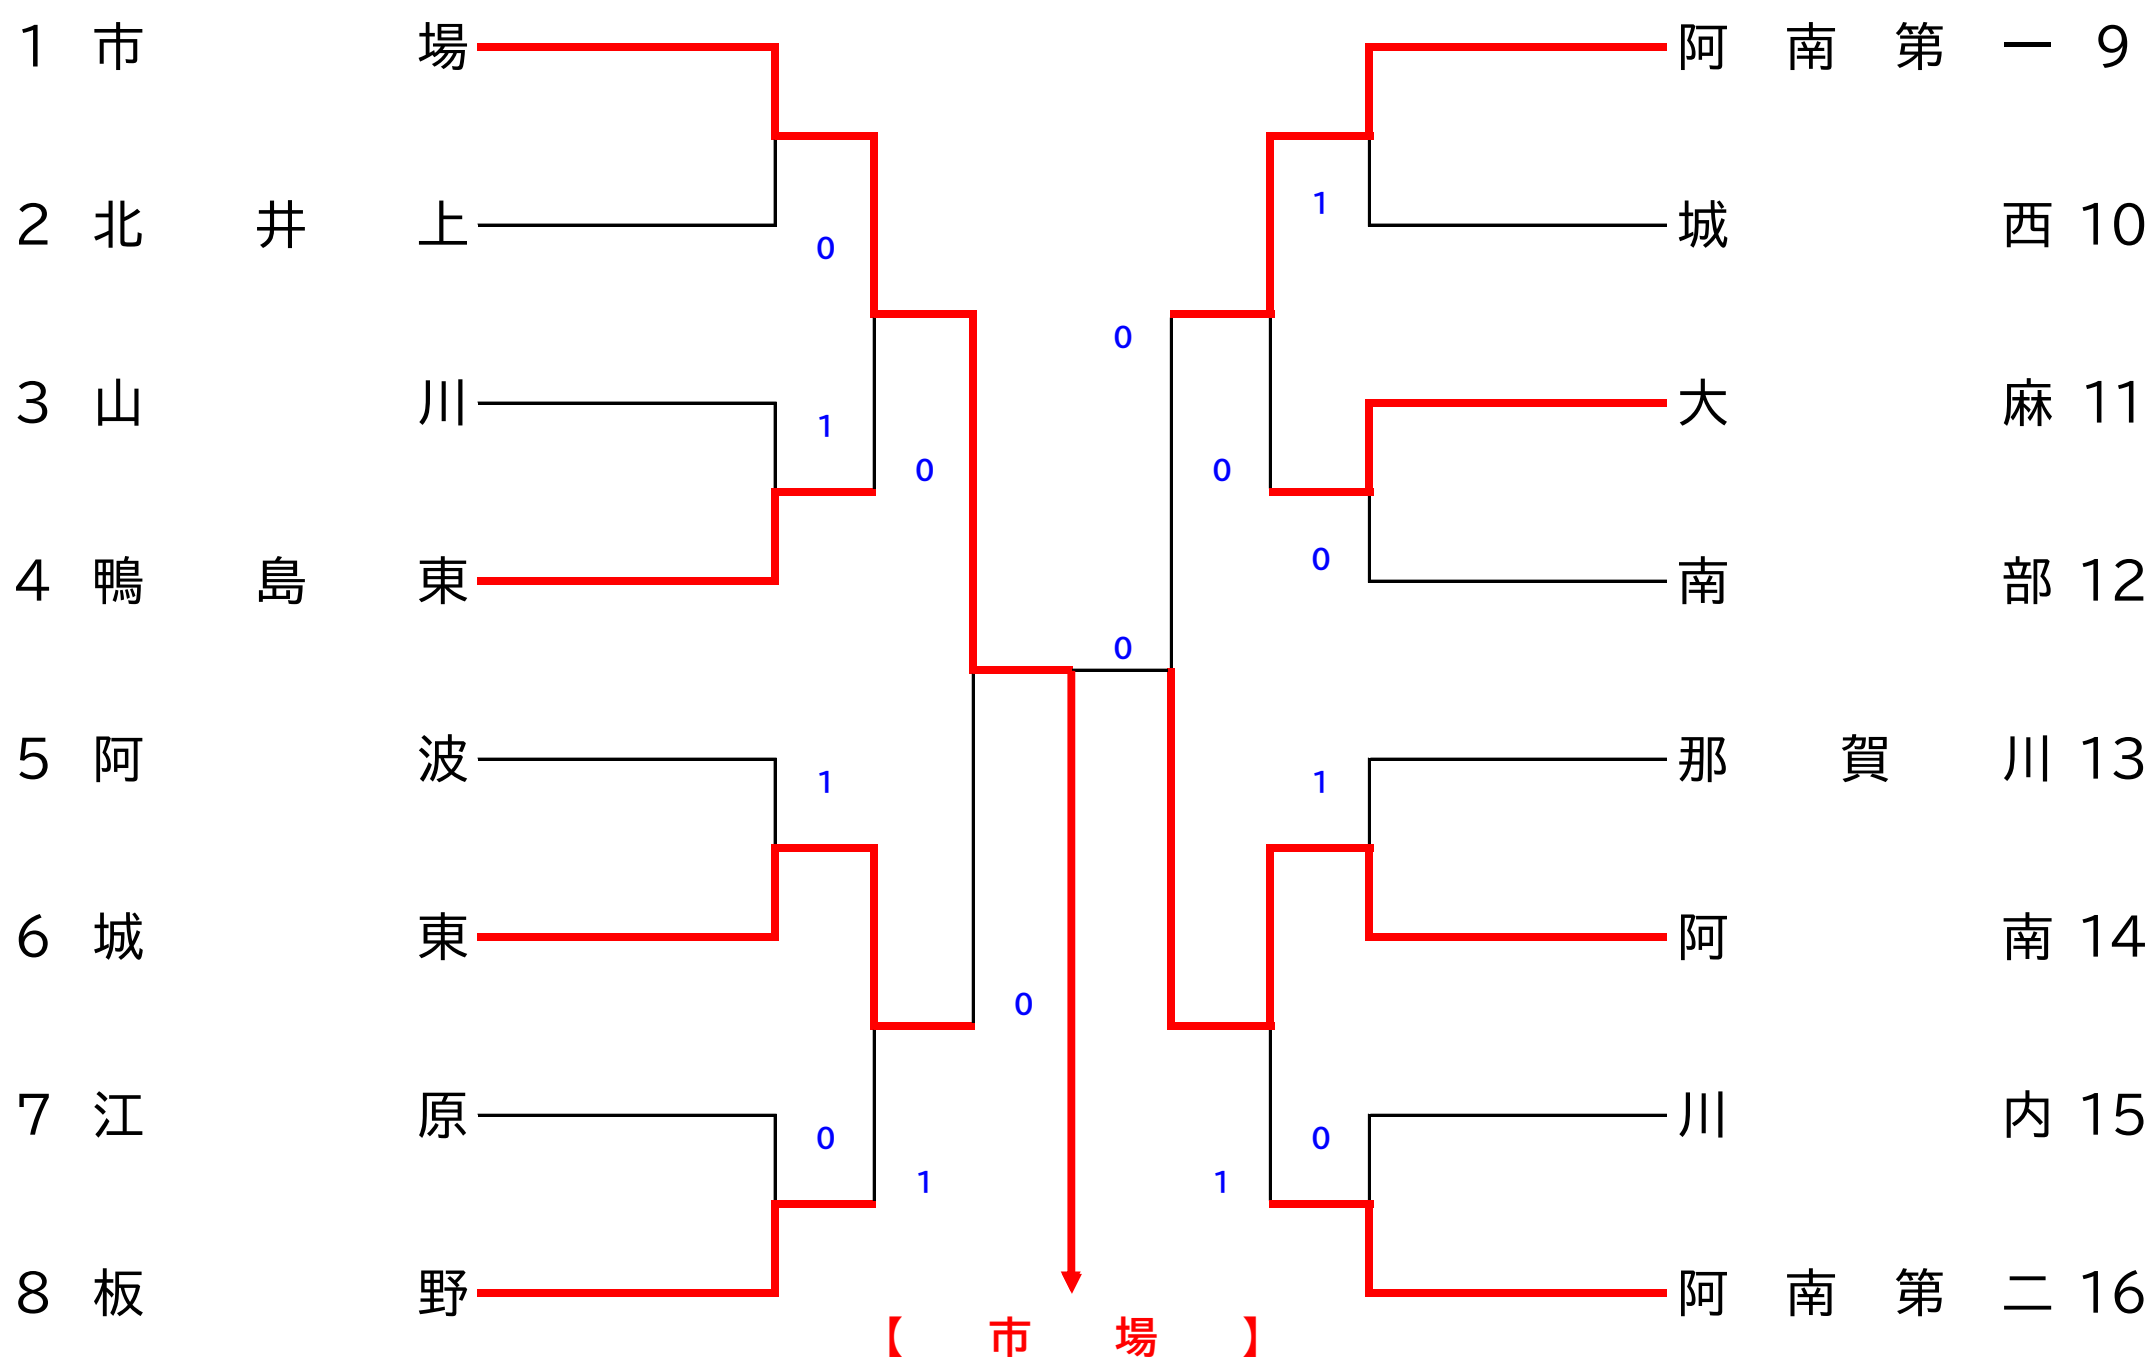 1 市場
阿南第一 9
1
2 北井上
城西 10
0
0
3 山川
大麻 11
1
0
0
0
4 鴨島東
南部 12
0
5 阿波
那賀川 13
1
1
6 城東
阿南 14
0
7 江原
川内 15
0
0
1
1
8 板野
阿南第二 16
【 市場 】